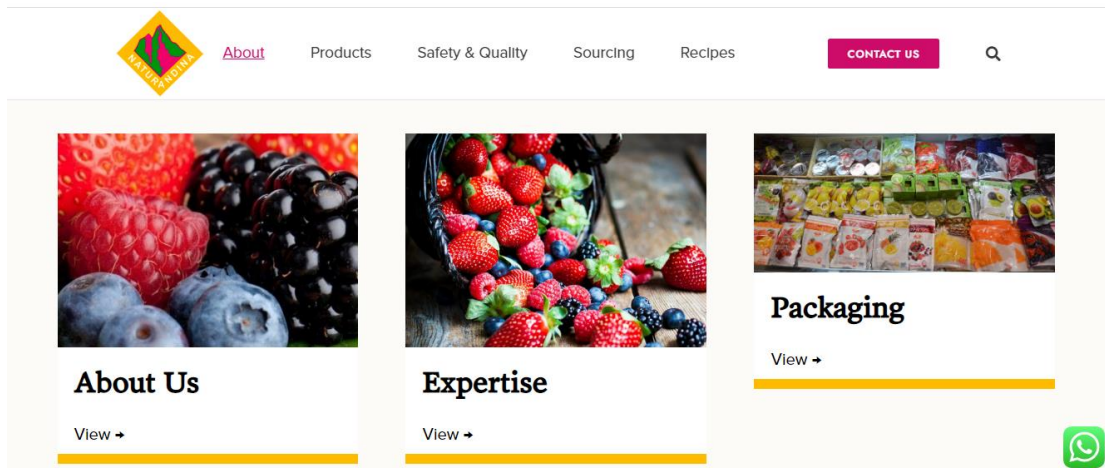 NATURANDINA
About
Products
Safety & Quality
Sourcing
Recipes
CONTACT US
About Us
View →
Expertise
View →
Packaging
View →